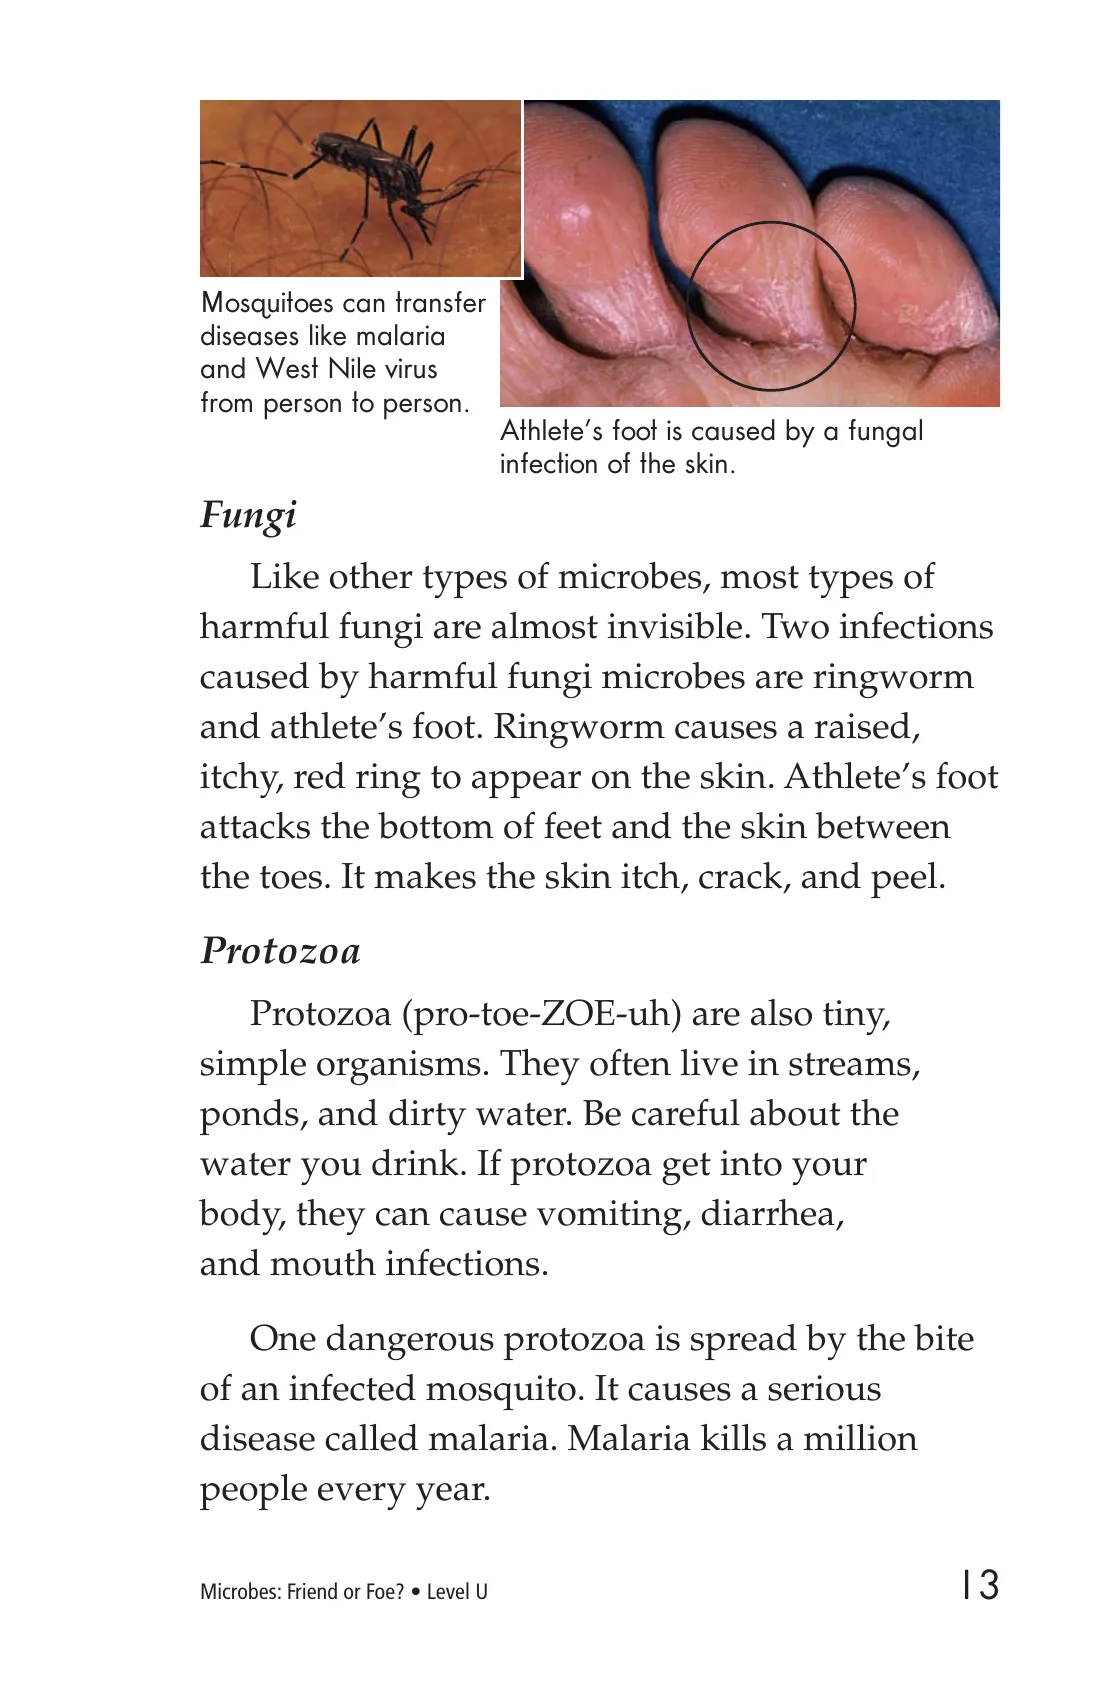 Mosquitoes can transfer
diseases like malaria
and West Nile virus
from person to person.
Athlete’s foot is caused by a fungal
infection of the skin.
Fungi
Like other types of microbes, most types of
harmful fungi are almost invisible. Two infections
caused by harmful fungi microbes are ringworm
and athlete’s foot. Ringworm causes a raised,
itchy, red ring to appear on the skin. Athlete’s foot
attacks the bottom of feet and the skin between
the toes. It makes the skin itch, crack, and peel.
Protozoa
Protozoa (pro-toe-ZOE-uh) are also tiny,
simple organisms. They often live in streams,
ponds, and dirty water. Be careful about the
water you drink. If protozoa get into your
body, they can cause vomiting, diarrhea,
and mouth infections.
One dangerous protozoa is spread by the bite
of an infected mosquito. It causes a serious
disease called malaria. Malaria kills a million
people every year.
Microbes: Friend or Foe? • Level U
13